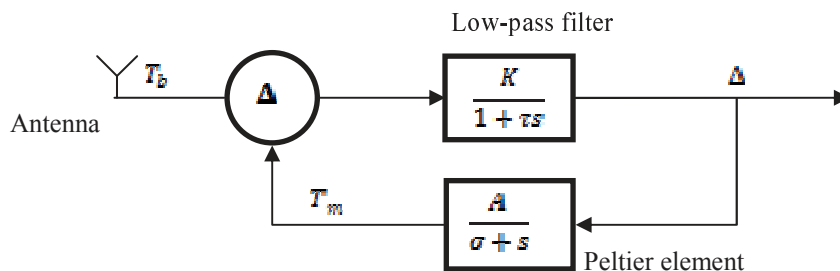 Low-pass filter
T_b
Δ
K
1 + τs
Δ
Antenna
T_m
A
σ + s
Peltier element